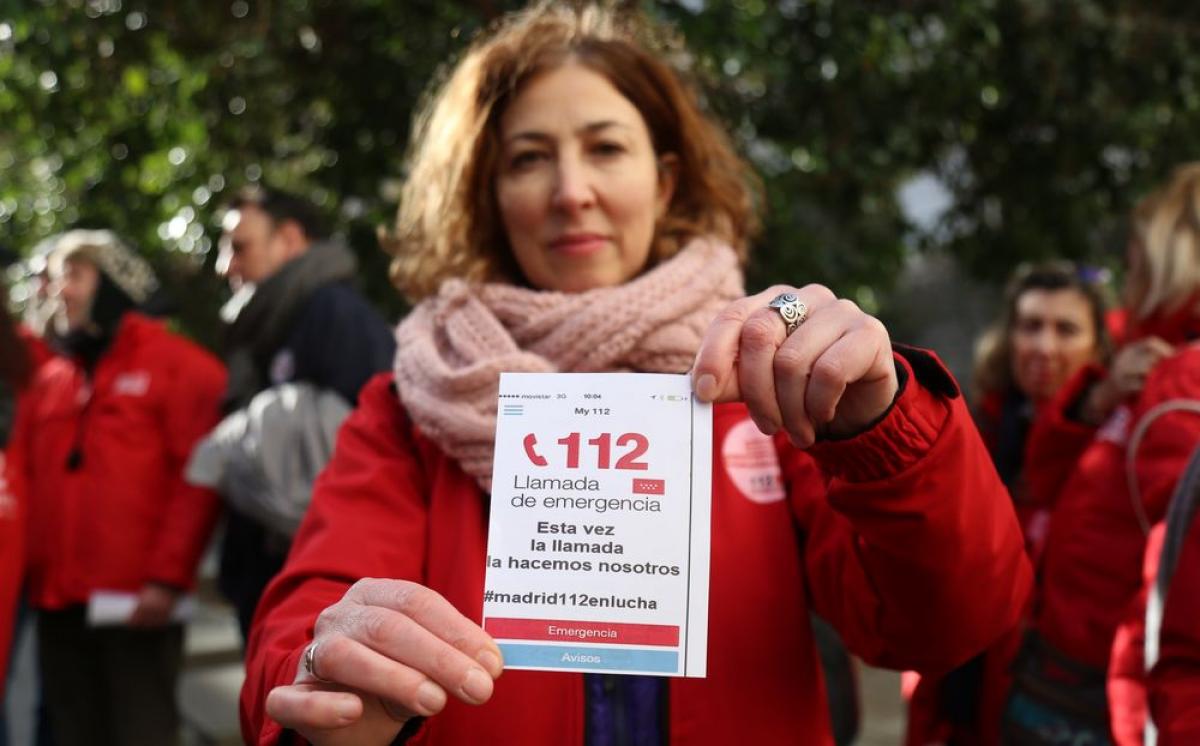 movistar 3G 10:04
My 112
112
Llamada
de emergencia
Esta vez
la llamada
la hacemos nosotros
#madrid112enlucha
Emergencia
Avisos
112